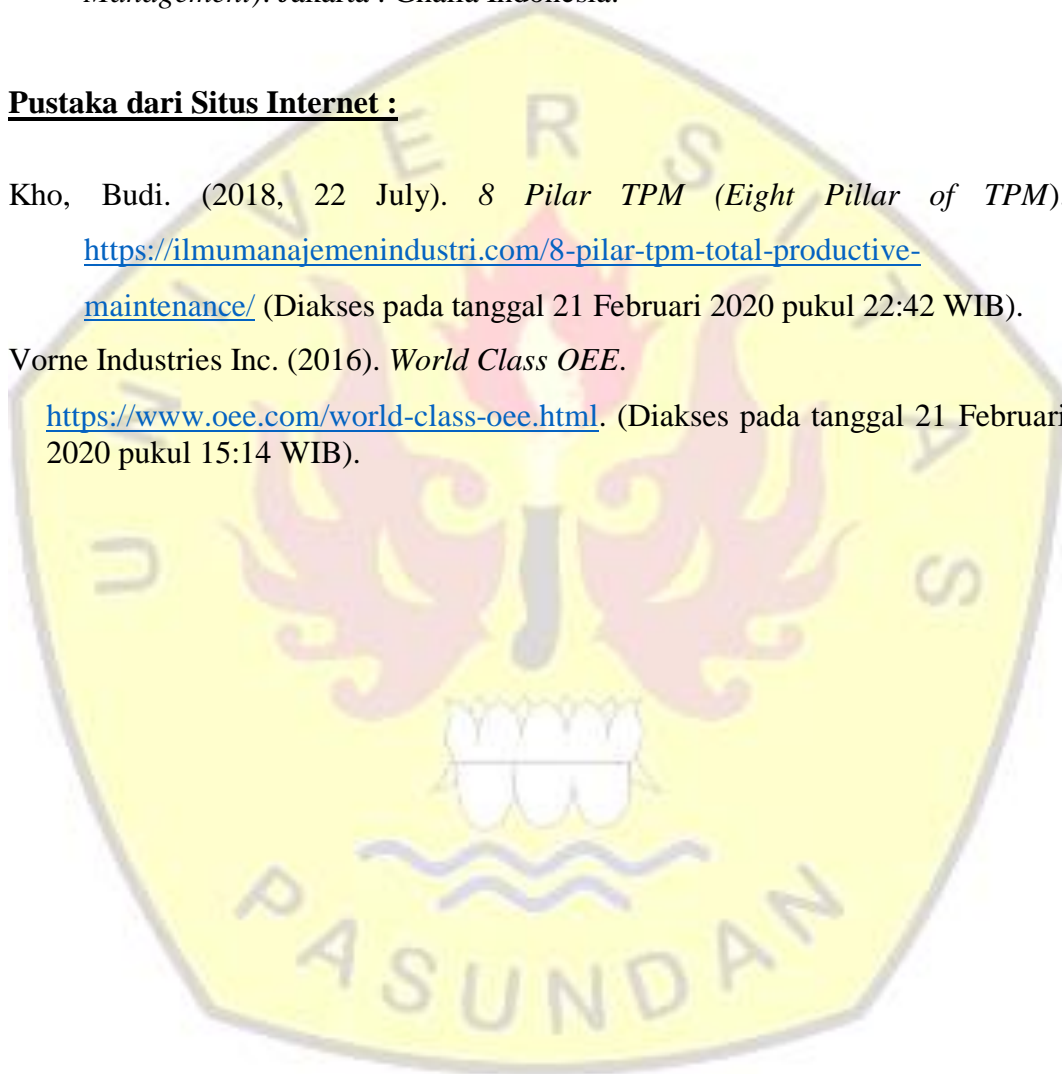 Management). Jakarta : Ghalia Indonesia.
Pustaka dari Situs Internet :
Kho, Budi. (2018, 22 July). 8 Pilar TPM (Eight Pillar of TPM)
https://ilmumanajemenindustri.com/8-pilar-tpm-total-productive-
maintenance/ (Diakses pada tanggal 21 Februari 2020 pukul 22:42 WIB).
Vorne Industries Inc. (2016). World Class OEE.
https://www.oee.com/world-class-oee.html. (Diakses pada tanggal 21 Februari
2020 pukul 15:14 WIB).
UNIVERSITAS
PASUNDAN